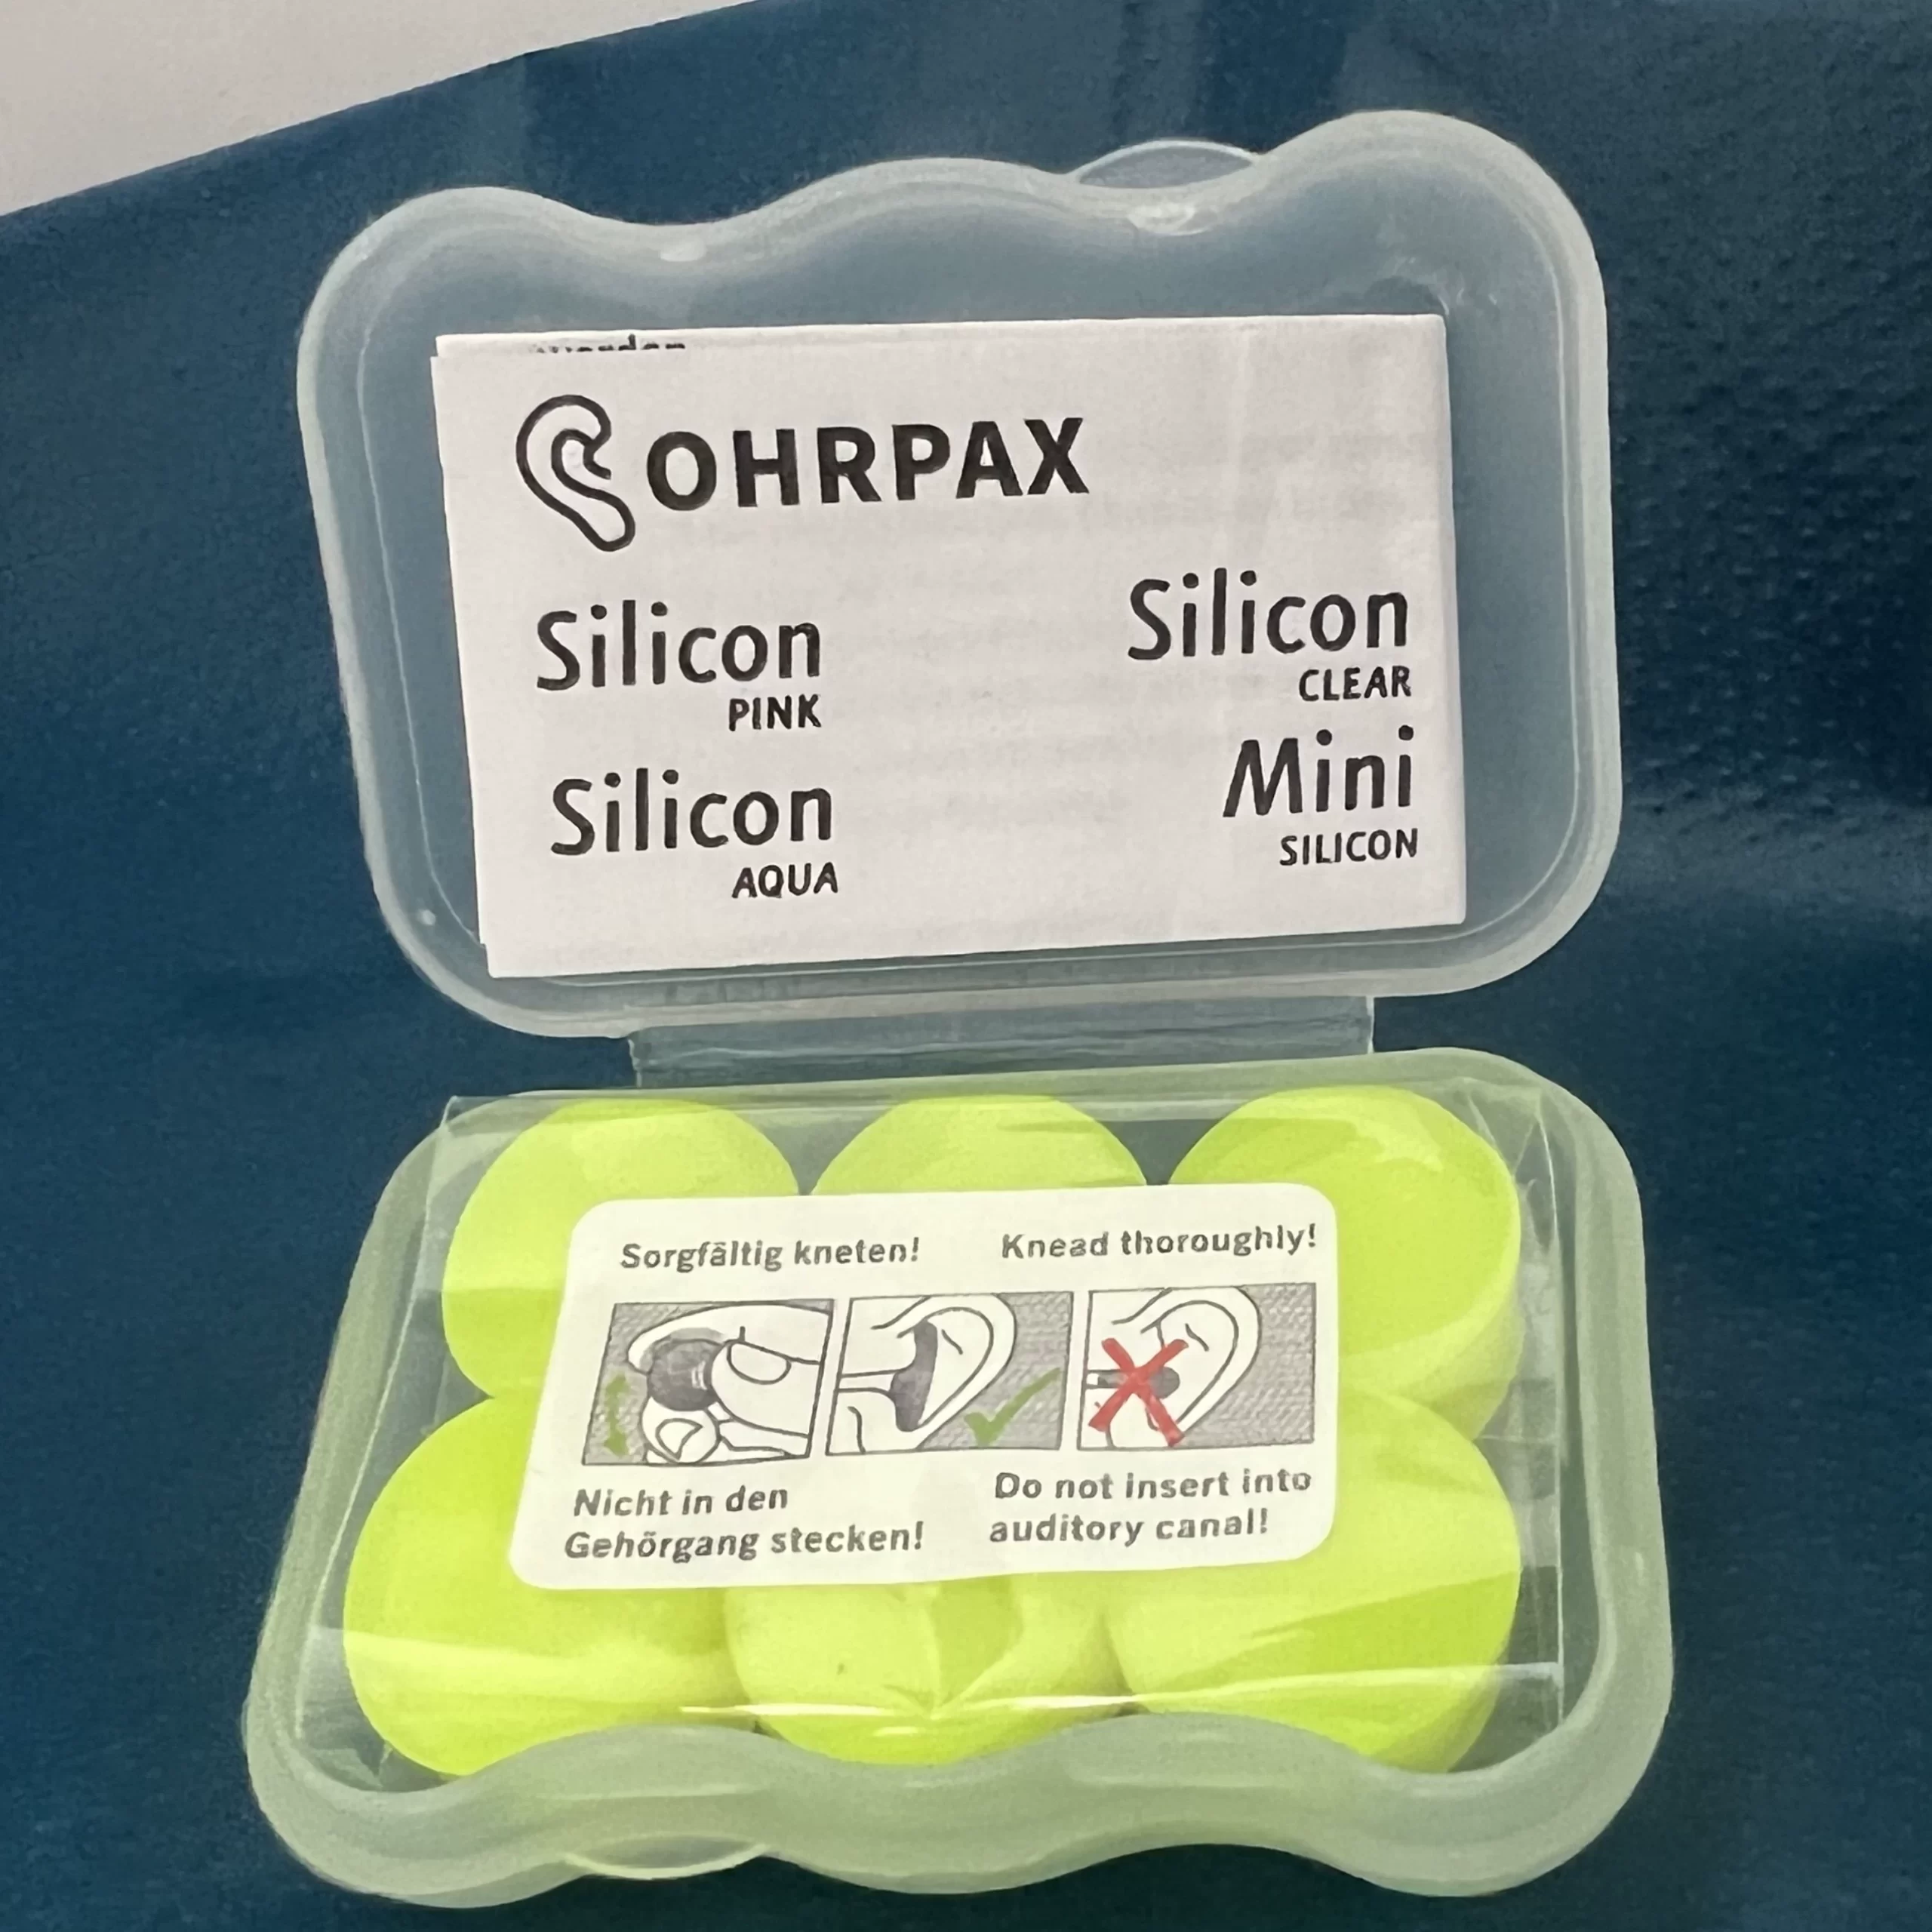 OHRPAX
Silicon
PINK
Silicon
AQUA
Silicon
CLEAR
Mini
SILICON
Sorgfältig kneten!
Knead thoroughly!
Nicht in den
Gehörgang stecken!
Do not insert into
auditory canal!